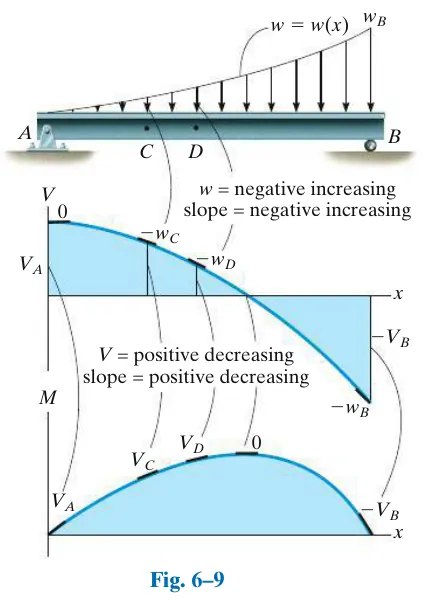 w = w(x)
w_B
A
B
C
D
w = negative increasing
slope = negative increasing
V
0
–w_C
–w_D
V_A
x
V = positive decreasing
slope = positive decreasing
–V_B
–w_B
M
V_A
V_C
V_D
0
–V_B
x
Fig. 6–9